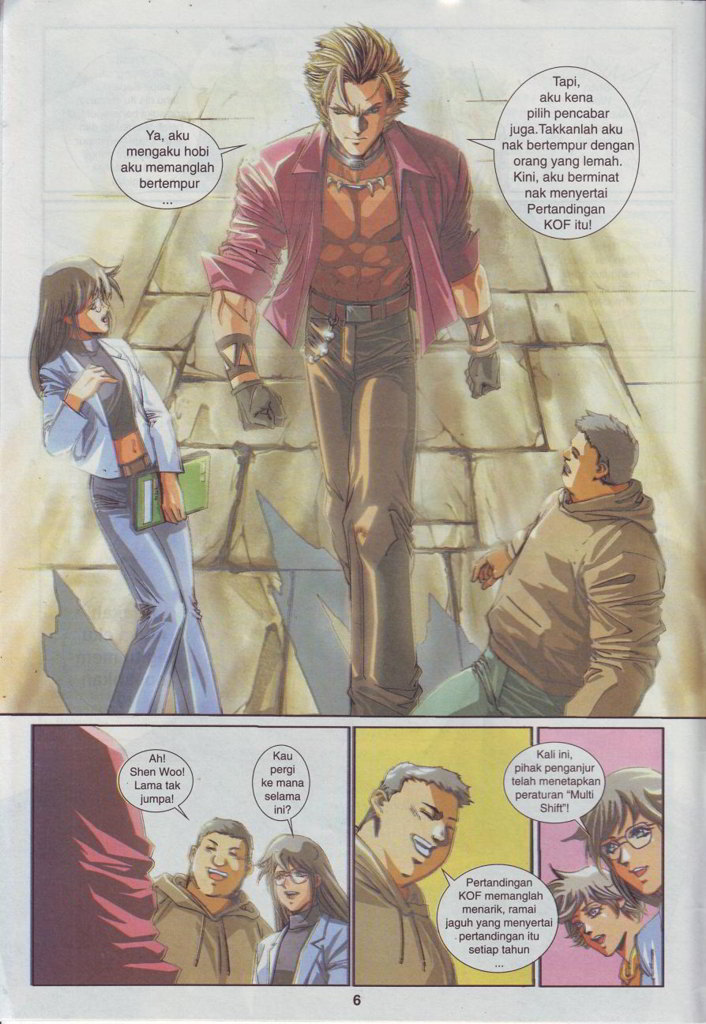 Ya, aku
mengaku hobi
aku memanglah
bertempur
...
Tapi,
aku kena
pilih pencabar
juga.Takkanlah aku
nak bertempur dengan
orang yang lemah.
Kini, aku berminat
nak menyertai
Pertandingan
KOF itu!
Ah!
Shen Woo!
Lama tak
jumpa!
Kau
pergi
ke mana
selama
ini?
Pertandingan
KOF memanglah
menarik, ramai
jaguh yang menyertai
pertandingan itu
setiap tahun
...
Kali ini,
pihak penganjur
telah menetapkan
peraturan “Multi
Shift”!
6